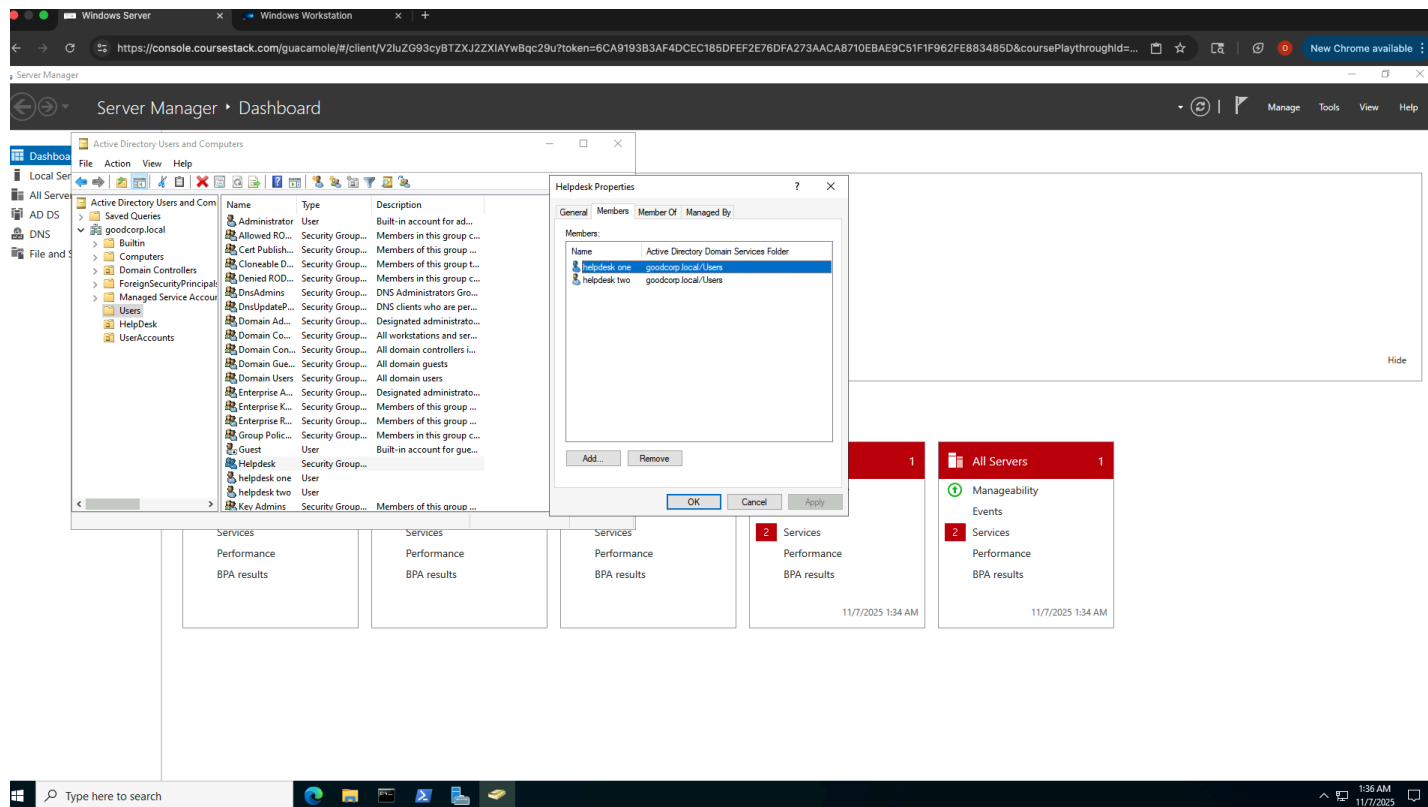 Windows Server
Windows Workstation
https://console.coursestack.com/guacamole/#/client/V2luZG93cyBTZXJ2ZXIAYwBqc29u?token=6CA9193B3AF4DCEC185DFEF2E76DFA273AACA8710EBAE9C51F1F962FE883485D&coursePlaythroughId=...
New Chrome available
Server Manager
Server Manager • Dashboard
Manage Tools View Help
Dashboa
Local Ser
All Serve
AD DS
DNS
File and S
Active Directory Users and Computers
File Action View Help
Active Directory Users and Com
Saved Queries
goodcorp.local
Builtin
Computers
Domain Controllers
ForeignSecurityPrincipals
Managed Service Accour
Users
HelpDesk
UserAccounts
Name Type Description
Administrator User Built-in account for ad...
Allowed RO... Security Group... Members in this group c...
Cert Publish... Security Group... Members of this group ...
Cloneable D... Security Group... Members of this group t...
Denied ROD... Security Group... Members in this group c...
DnsAdmins Security Group... DNS Administrators Gro...
DnsUpdateP... Security Group... DNS clients who are per...
Domain Ad... Security Group... Designated administrato...
Domain Co... Security Group... All workstations and ser...
Domain Con... Security Group... All domain controllers i...
Domain Gue... Security Group... All domain guests
Domain Users Security Group... All domain users
Enterprise A... Security Group... Designated administrato...
Enterprise K... Security Group... Members of this group ...
Enterprise R... Security Group... Members of this group ...
Group Polic... Security Group... Members in this group c...
Guest User Built-in account for gue...
Helpdesk Security Group...
helpdesk one User
helpdesk two User
Key Admins Security Group... Members of this group ...
Helpdesk Properties
General Members Member Of Managed By
Members:
Name Active Directory Domain Services Folder
helpdesk one goodcorp.local/Users
helpdesk two goodcorp.local/Users
Add... Remove
OK Cancel Apply
Hide
Services
Performance
BPA results
Services
Performance
BPA results
Services
Performance
BPA results
1
2 Services
Performance
BPA results
11/7/2025 1:34 AM
All Servers 1
Manageability
Events
2 Services
Performance
BPA results
11/7/2025 1:34 AM
Type here to search
1:36 AM
11/7/2025